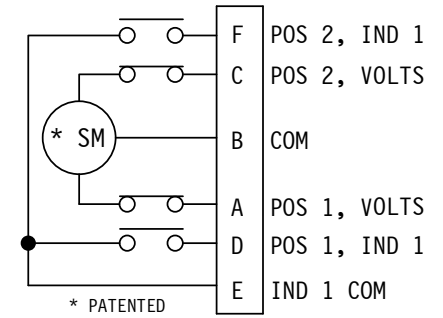 F POS 2, IND 1
C POS 2, VOLTS
* SM B COM
A POS 1, VOLTS
D POS 1, IND 1
E IND 1 COM
* PATENTED